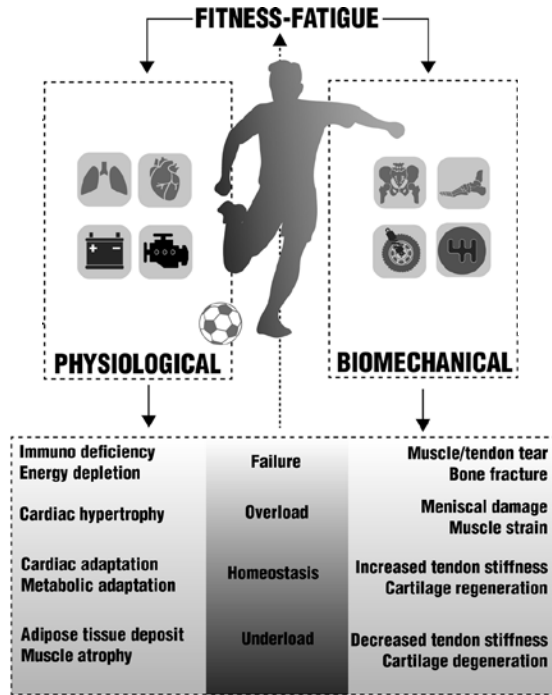 FITNESS-FATIGUE
PHYSIOLOGICAL
BIOMECHANICAL
Immuno deficiency
Energy depletion
Failure
Muscle/tendon tear
Bone fracture
Cardiac hypertrophy
Overload
Meniscal damage
Muscle strain
Cardiac adaptation
Metabolic adaptation
Homeostasis
Increased tendon stiffness
Cartilage regeneration
Adipose tissue deposit
Muscle atrophy
Underload
Decreased tendon stiffness
Cartilage degeneration